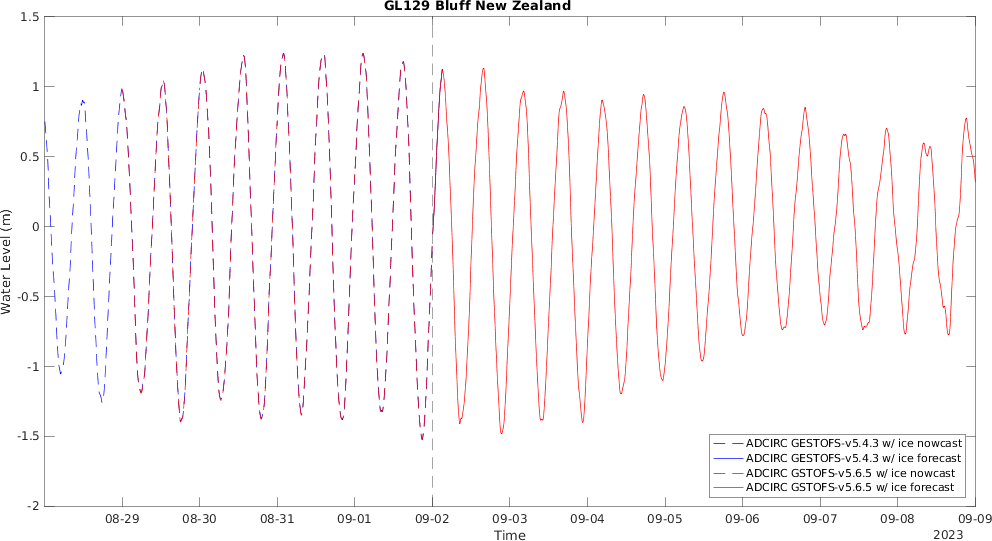 GL129 Bluff New Zealand
1.5
1
0.5
0
-0.5
-1
-1.5
-2
Water Level (m)
08-29 08-30 08-31 09-01 09-02 09-03 09-04 09-05 09-06 09-07 09-08 09-09
Time
2023
ADCIRC GESTOFS-v5.4.3 w/ ice nowcast
ADCIRC GESTOFS-v5.4.3 w/ ice forecast
ADCIRC GSTOFS-v5.6.5 w/ ice nowcast
ADCIRC GSTOFS-v5.6.5 w/ ice forecast